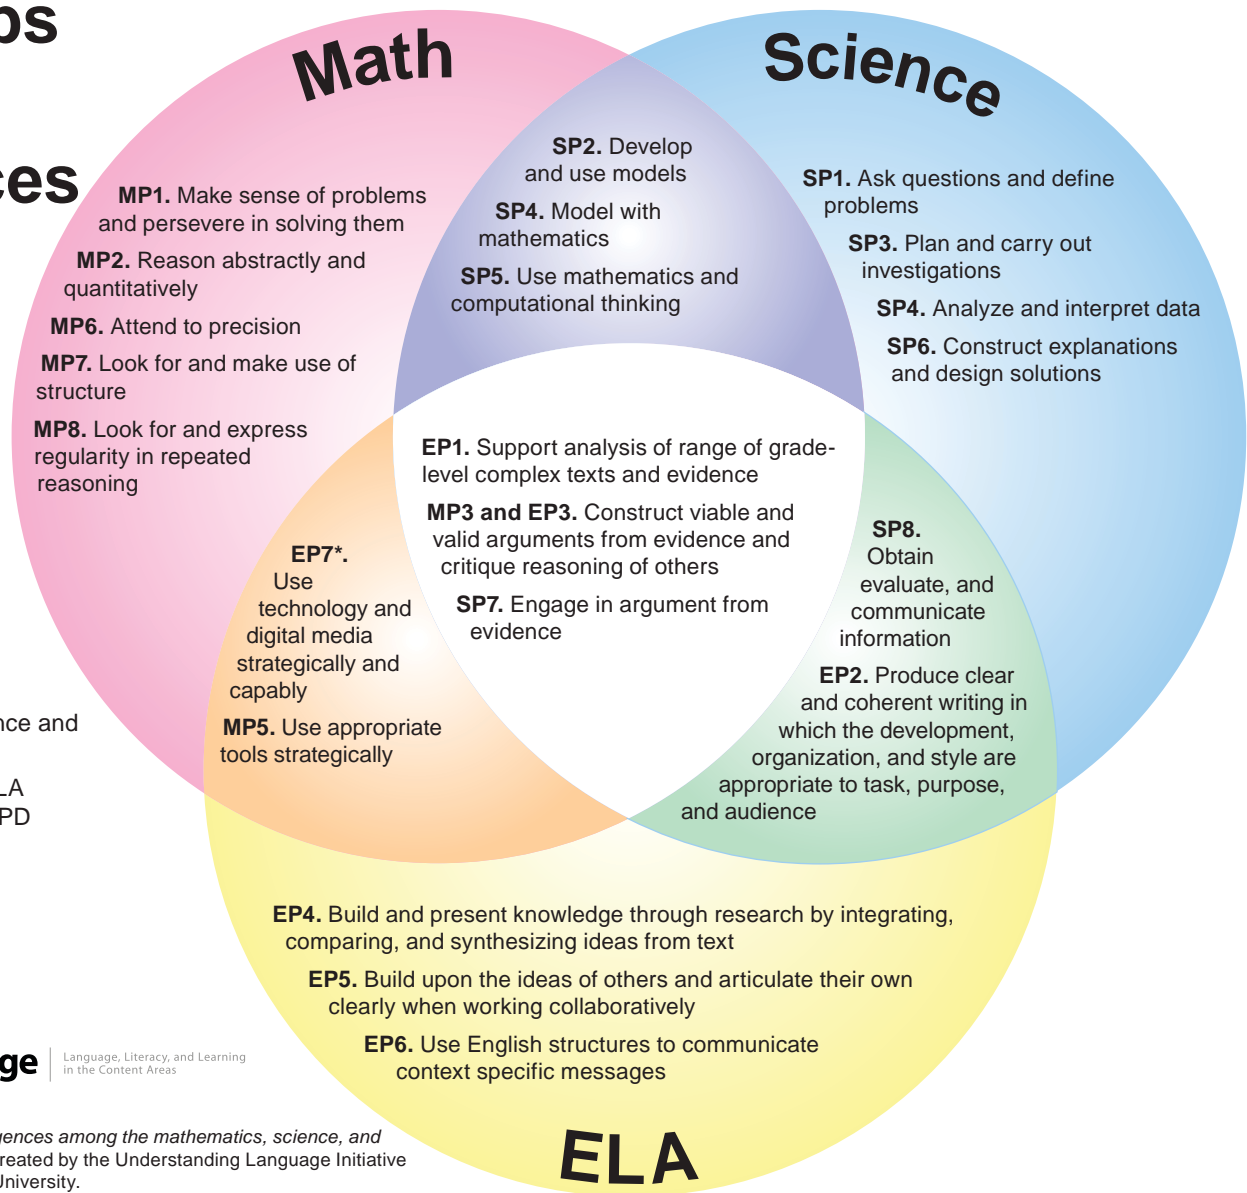 ps
ces
Math
Science
MP1. Make sense of problems
and persevere in solving them
MP2. Reason abstractly and
quantitatively
MP6. Attend to precision
MP7. Look for and make use of
structure
MP8. Look for and express
regularity in repeated
reasoning
SP2. Develop
and use models
SP4. Model with
mathematics
SP5. Use mathematics and
computational thinking
SP1. Ask questions and define
problems
SP3. Plan and carry out
investigations
SP4. Analyze and interpret data
SP6. Construct explanations
and design solutions
EP1. Support analysis of range of grade-
level complex texts and evidence
MP3 and EP3. Construct viable and
valid arguments from evidence and
critique reasoning of others
SP7. Engage in argument from
evidence
EP7*.
Use
technology and
digital media
strategically and
capably
MP5. Use appropriate
tools strategically
SP8.
Obtain
evaluate, and
communicate
information
EP2. Produce clear
and coherent writing in
which the development,
organization, and style are
appropriate to task, purpose,
and audience
nce and
LA
PD
EP4. Build and present knowledge through research by integrating,
comparing, and synthesizing ideas from text
EP5. Build upon the ideas of others and articulate their own
clearly when working collaboratively
EP6. Use English structures to communicate
context specific messages
ELA
ge
Language, Literacy, and Learning
in the Content Areas
gences among the mathematics, science, and
reated by the Understanding Language Initiative
University.